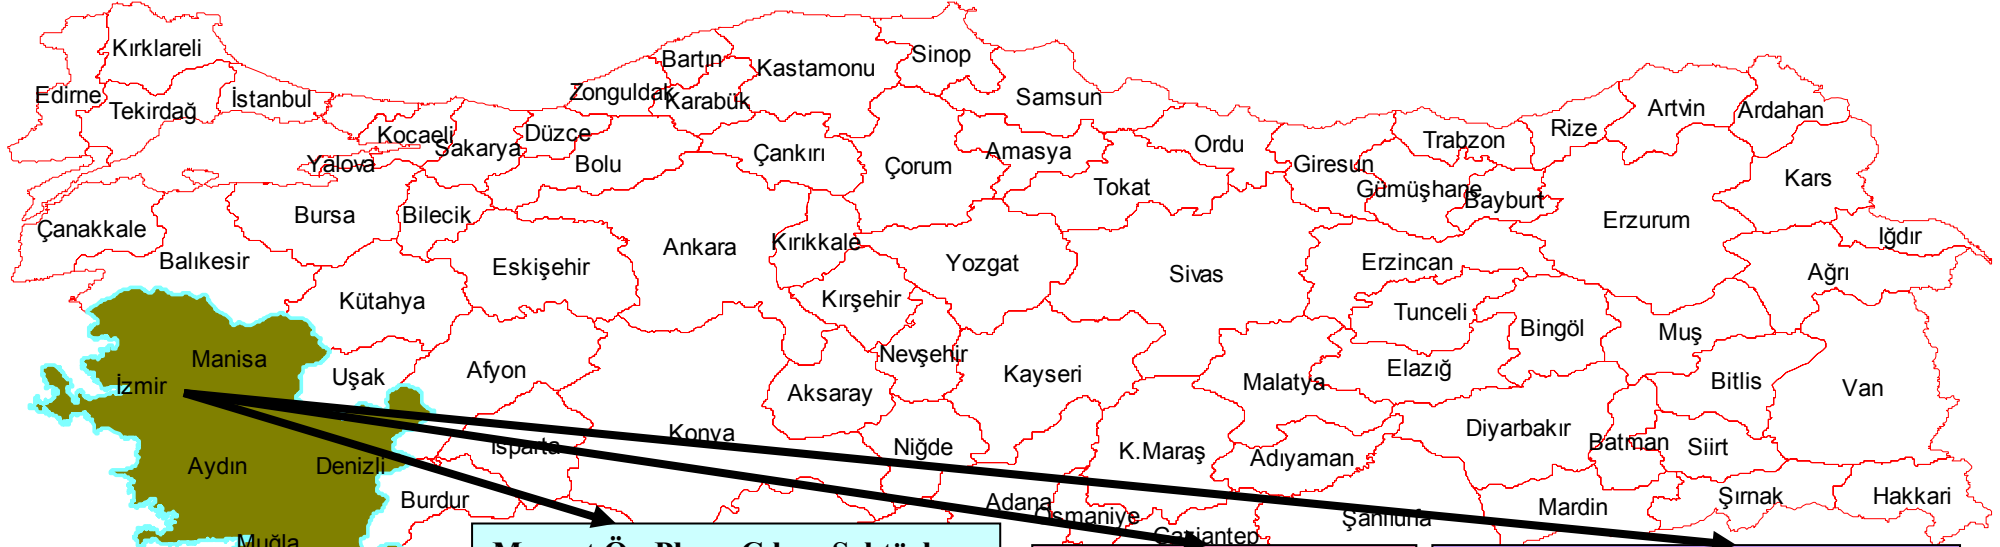 Kırklareli
Edirne
Tekirdağ
İstanbul
Kocaeli
Sakarya
Yalova
Düzce
Bolu
Zonguldak
Bartın
Karabük
Kastamonu
Sinop
Samsun
Çankırı
Çorum
Amasya
Tokat
Ordu
Giresun
Gümüşhane
Trabzon
Bayburt
Rize
Artvin
Ardahan
Kars
Iğdır
Ağrı
Erzurum
Çanakkale
Balıkesir
Bursa
Bilecik
Kütahya
Eskişehir
Ankara
Kırıkkale
Kırşehir
Yozgat
Sivas
Erzincan
Tunceli
Bingöl
Muş
Bitlis
Van
Manisa
İzmir
Uşak
Afyon
Aksaray
Nevşehir
Kayseri
Malatya
Elazığ
Diyarbakır
Batman
Siirt
Aydın
Denizli
Isparta
Konya
Niğde
K.Maraş
Adıyaman
Burdur
Adana
Osmaniye
Gaziantep
Şanlıurfa
Mardin
Şırnak
Hakkari
Muğla